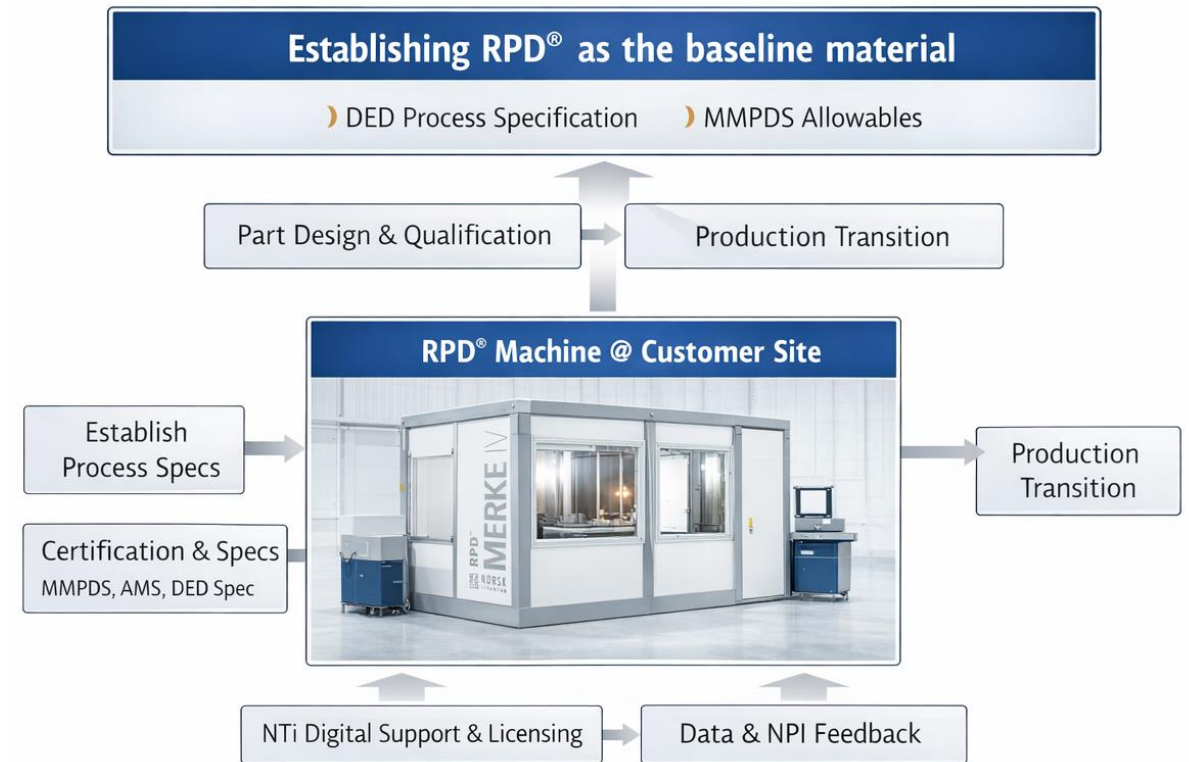 Establishing RPD® as the baseline material
DED Process Specification
MMPDS Allowables
Part Design & Qualification
Production Transition
RPD® Machine @ Customer Site
Establish
Process Specs
Certification & Specs
MMPDS, AMS, DED Spec
RPD™
MERKE IV
NORSK
TITANIUM
Production
Transition
NTi Digital Support & Licensing
Data & NPI Feedback